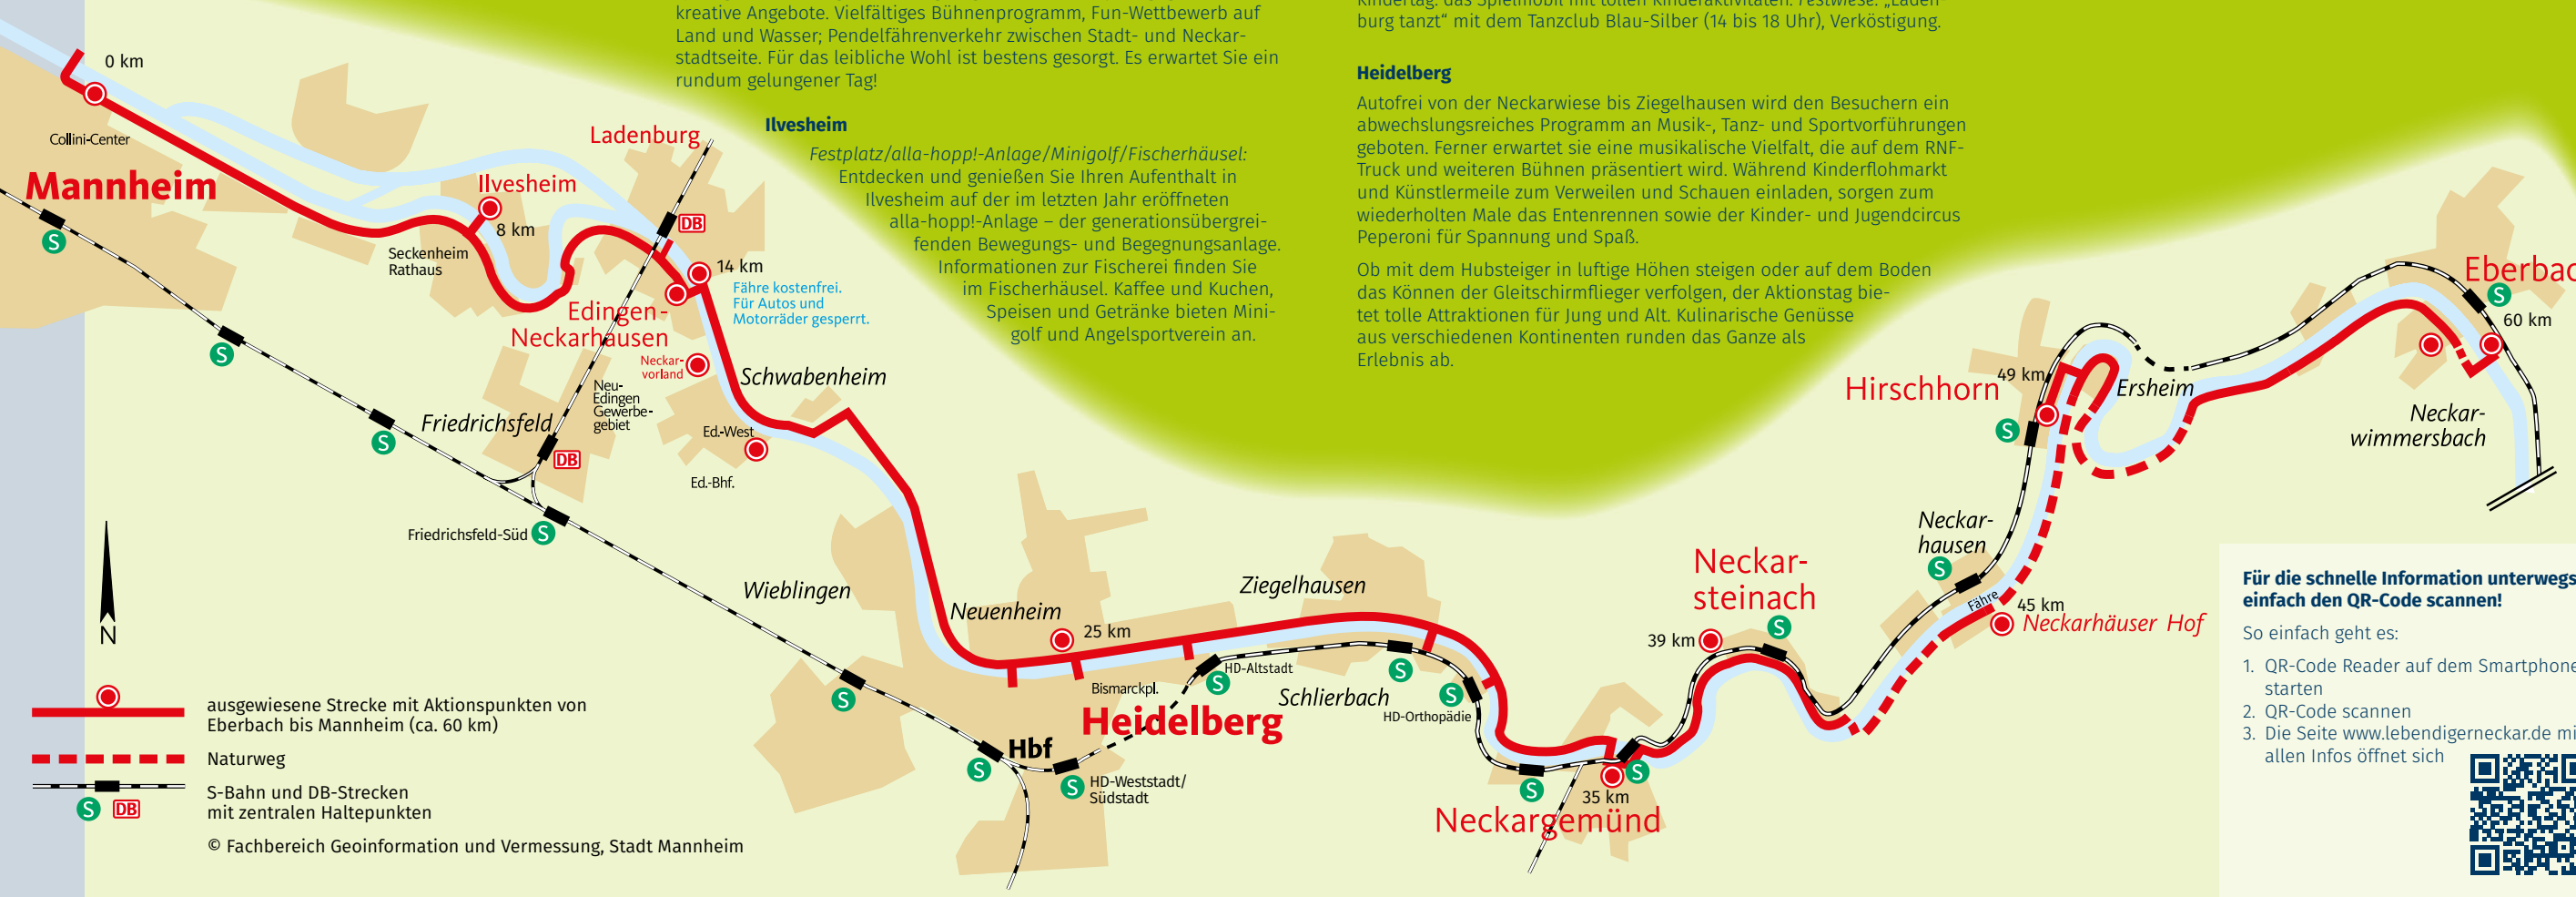 kreative Angebote. Vielfältiges Bühnenprogramm, Fun-Wettbewerb auf
Land und Wasser; Pendelfährenverkehr zwischen Stadt- und Neckar-
stadtseite. Für das leibliche Wohl ist bestens gesorgt. Es erwartet Sie ein
rundum gelungener Tag!
Ilvesheim
Festplatz/alla-hopp!-Anlage/Minigolf/Fischerhäusel:
Entdecken und genießen Sie Ihren Aufenthalt in
Ilvesheim auf der im letzten Jahr eröffneten
alla-hopp!-Anlage – der generationsübergrei-
fenden Bewegungs- und Begegnungsanlage.
Informationen zur Fischerei finden Sie
im Fischerhäusel. Kaffee und Kuchen,
Speisen und Getränke bieten Mini-
golf und Angelsportverein an.
Kindertag: das Spielmobil mit tollen Kinderaktivitäten. Festwiese: „Laden-
burg tanzt“ mit dem Tanzclub Blau-Silber (14 bis 18 Uhr), Verköstigung.
Heidelberg
Autofrei von der Neckarwiese bis Ziegelhausen wird den Besuchern ein
abwechslungsreiches Programm an Musik-, Tanz- und Sportvorführungen
geboten. Ferner erwartet sie eine musikalische Vielfalt, die auf dem RNF-
Truck und weiteren Bühnen präsentiert wird. Während Kinderflohmarkt
und Künstlermeile zum Verweilen und Schauen einladen, sorgen zum
wiederholten Male das Entenrennen sowie der Kinder- und Jugendcircus
Peperoni für Spannung und Spaß.
Ob mit dem Hubsteiger in luftige Höhen steigen oder auf dem Boden
das Können der Gleitschirmflieger verfolgen, der Aktionstag bie-
tet tolle Attraktionen für Jung und Alt. Kulinarische Genüsse
aus verschiedenen Kontinenten runden das Ganze als
Erlebnis ab.
0 km
Collini-Center
Mannheim
S
Ladenburg
DB
Ilvesheim
8 km
Seckenheim
Rathaus
14 km
Fähre kostenfrei.
Für Autos und
Motorräder gesperrt.
Edingen-
Neckarhausen
Neckar-
vorland
S
Schwabenheim
Neu-
Edingen
Gewerbe-
gebiet
Friedrichsfeld
S
DB
Ed.-West
Ed.-Bhf.
Friedrichsfeld-Süd
S
Wieblingen
S
Neuenheim
25 km
Ziegelhausen
Bismarckpl.
HD-Altstadt
S
Schlierbach
S
S
HD-Orthopädie
Heidelberg
Hbf
S
S
HD-Weststadt/
Südstadt
S
S
35 km
Neckargemünd
Neckar-
steinach
39 km
S
Neckar-
hausen
S
Fähre
45 km
Neckarhäuser Hof
Hirschhorn
49 km
S
Ersheim
Eberbac
S
60 km
Neckar-
wimmersbach
N
ausgewiesene Strecke mit Aktionspunkten von
Eberbach bis Mannheim (ca. 60 km)
Naturweg
S-Bahn und DB-Strecken
mit zentralen Haltepunkten
S DB
© Fachbereich Geoinformation und Vermessung, Stadt Mannheim
Für die schnelle Information unterwegs
einfach den QR-Code scannen!
So einfach geht es:
1. QR-Code Reader auf dem Smartphone
starten
2. QR-Code scannen
3. Die Seite www.lebendigerneckar.de mi
allen Infos öffnet sich